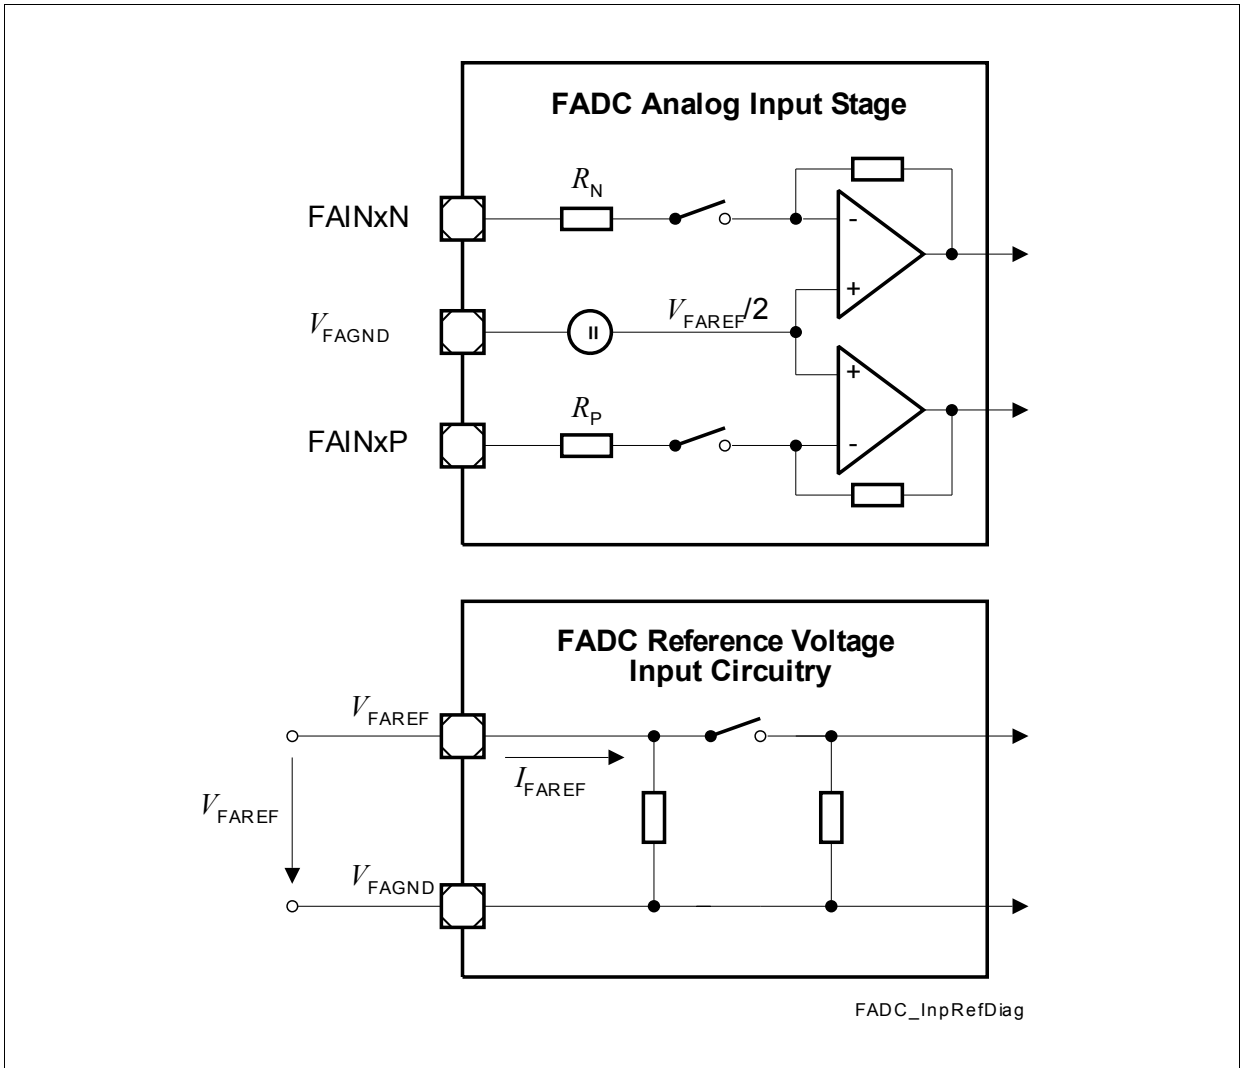 FADC Analog Input Stage
RN
FAINxN
-
+
VFAGND
=
VFAREF/2
+
RP
FAINxP
-
FADC Reference Voltage
Input Circuitry
VFAREF
IFAREF
VFAREF
VFAGND
FADC_InpRefDiag